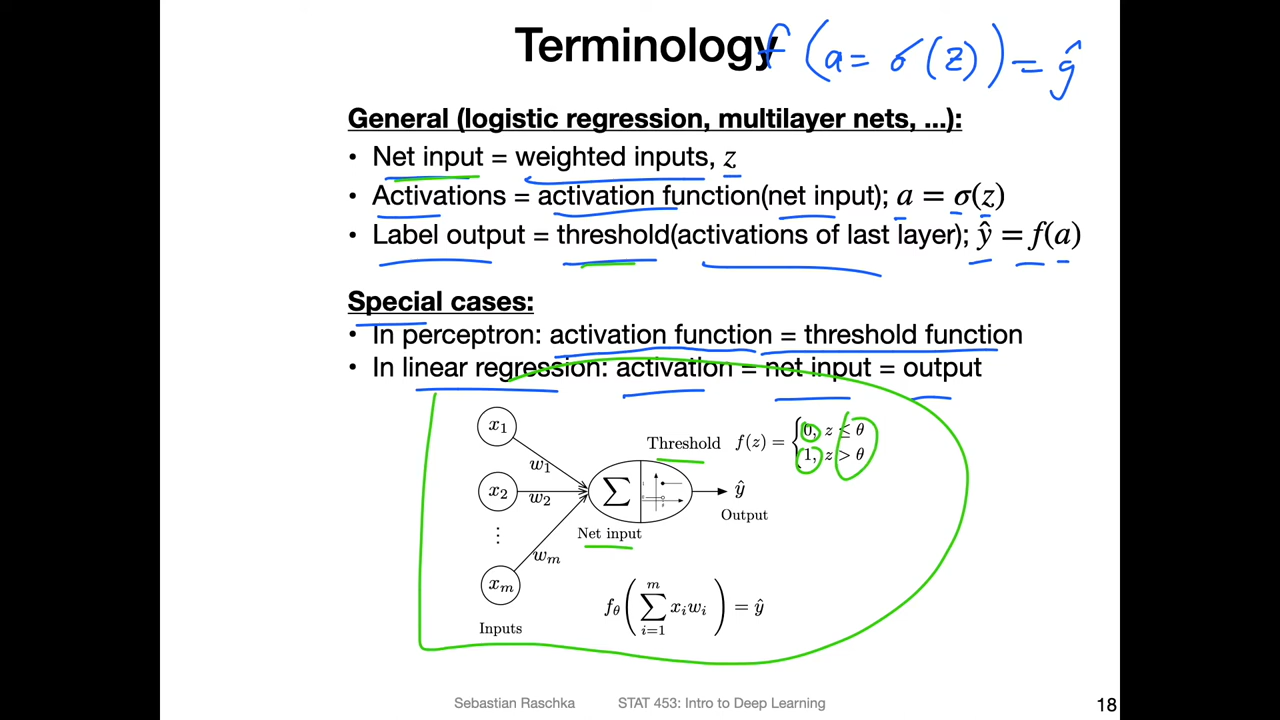 Terminology f(a = σ(z)) = ŷ
General (logistic regression, multilayer nets, ...):
• Net input = weighted inputs, z
• Activations = activation function(net input); a = σ(z)
• Label output = threshold(activations of last layer); ŷ = f(a)
Special cases:
• In perceptron: activation function = threshold function
• In linear regression: activation = net input = output
x₁
w₁
Threshold f(z) = { 0, z ≤ θ
1, z > θ
x₂ w₂ Σ ŷ
Output
⋮
Net input
wₘ
xₘ
f_θ ( Σ_{i=1}^{m} xᵢwᵢ ) = ŷ
Inputs
Sebastian Raschka STAT 453: Intro to Deep Learning 18